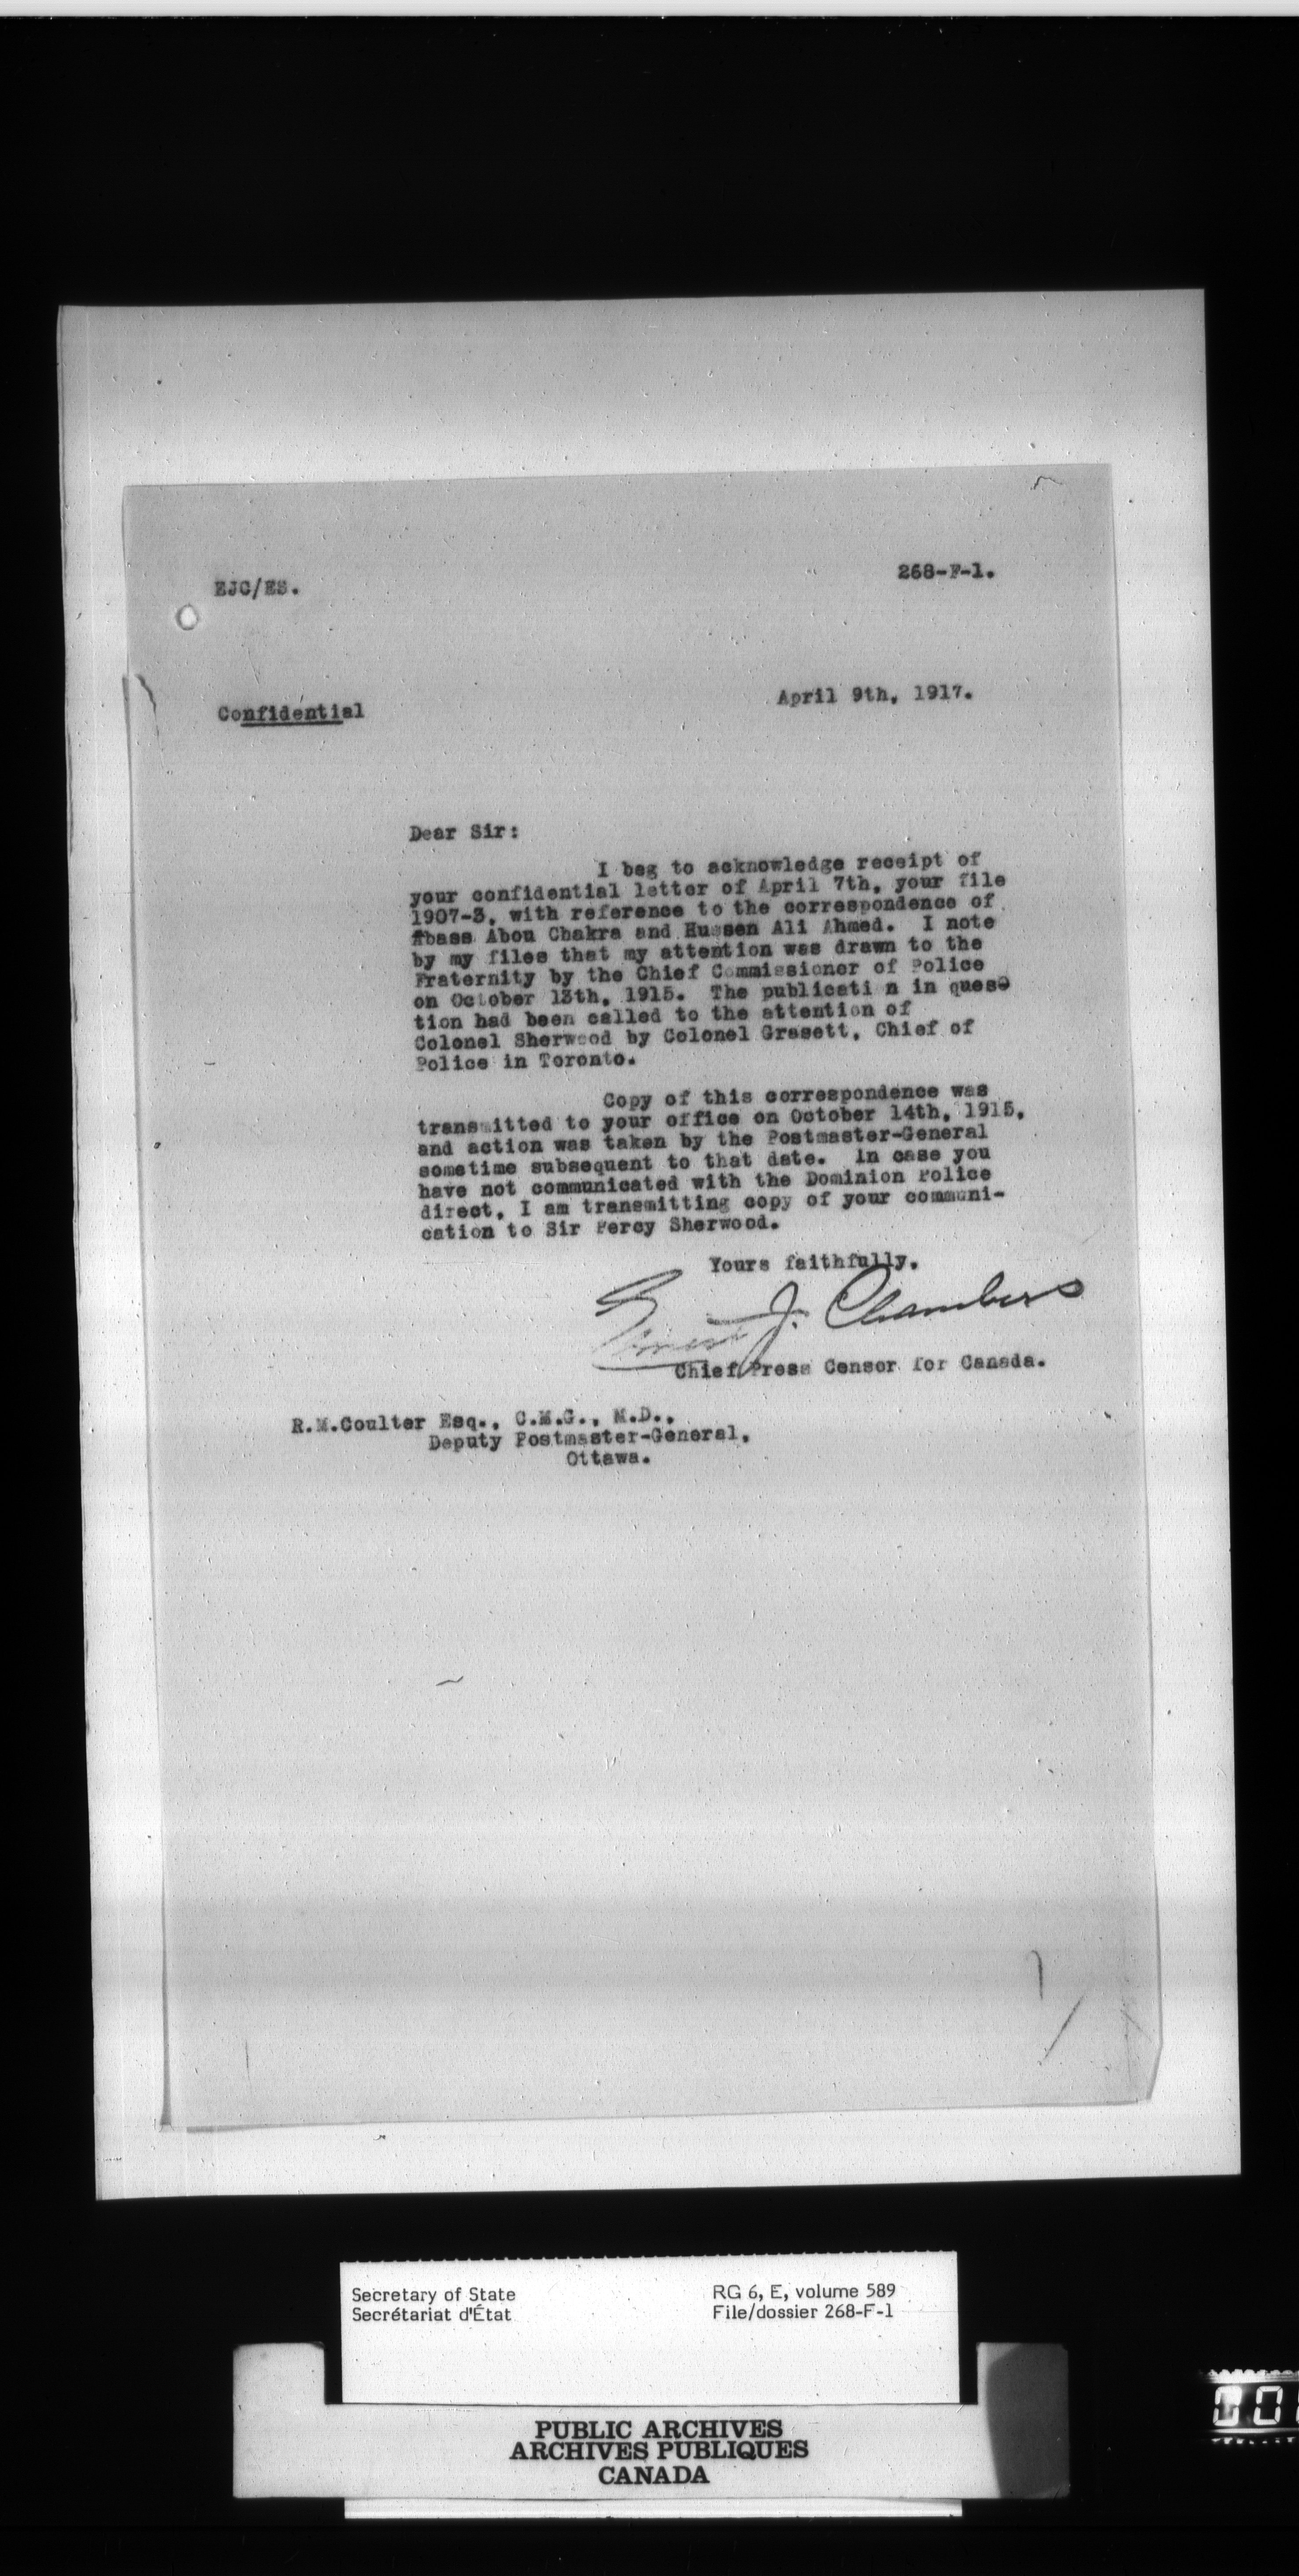 268-F-1.
EJC/ES.
April 9th, 1917.
Confidential
Dear Sir:
I beg to acknowledge receipt of
your confidential letter of April 7th, your file
1907-3, with reference to the correspondence of
Abass Abou Chakra and Hussen Ali Ahmed. I note
by my files that my attention was drawn to the
Fraternity by the Chief Commissioner of Police
on October 13th, 1915. The publicati n in ques-
tion had been called to the attention of
Colonel Sherwood by Colonel Grasett, Chief of
Police in Toronto.
Copy of this correspondence was
transmitted to your office on October 14th, 1915,
and action was taken by the Postmaster-General
sometime subsequent to that date. In case you
have not communicated with the Dominion Police
direct, I am transmitting copy of your communi-
cation to Sir Percy Sherwood.
Yours faithfully,
Ernest J. Chambers
Chief Press Censor for Canada.
R.M.Coulter Esq., C.M.G., M.D.,
Deputy Postmaster-General,
Ottawa.
Secretary of State RG 6, E, volume 589
Secrétariat d'État File/dossier 268-F-1
PUBLIC ARCHIVES
ARCHIVES PUBLIQUES
CANADA